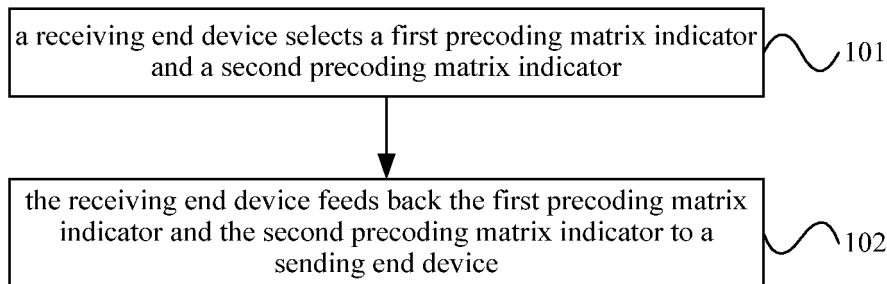 a receiving end device selects a first precoding matrix indicator
and a second precoding matrix indicator
101
the receiving end device feeds back the first precoding matrix
indicator and the second precoding matrix indicator to a
sending end device
102